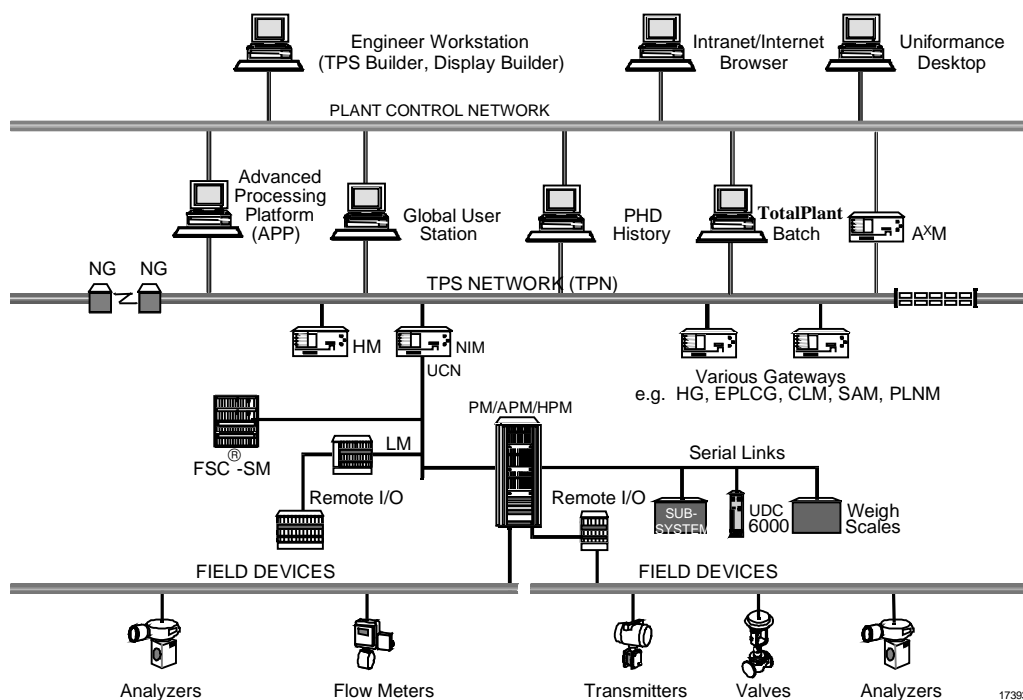 Engineer Workstation
(TPS Builder, Display Builder)
Intranet/Internet
Browser
Uniformance
Desktop
PLANT CONTROL NETWORK
Advanced
Processing
Platform
(APP)
Global User
Station
PHD
History
TotalPlant
Batch
AXM
NG
NG
TPS NETWORK (TPN)
HM
NIM
UCN
Various Gateways
e.g. HG, EPLCG, CLM, SAM, PLNM
PM/APM/HPM
FSC®-SM
LM
Serial Links
Remote I/O
Remote I/O
SUB-
SYSTEM
UDC
6000
Weigh
Scales
FIELD DEVICES
FIELD DEVICES
Analyzers
Flow Meters
Transmitters
Valves
Analyzers